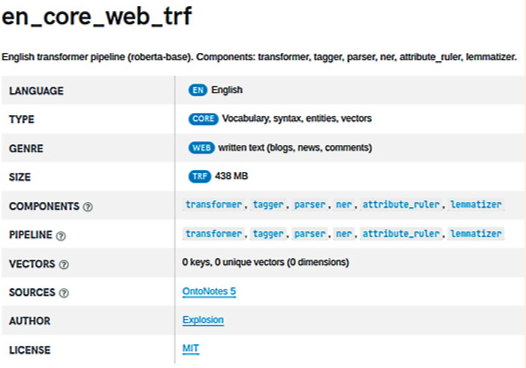 en_core_web_trf
English transformer pipeline (roberta-base). Components: transformer, tagger, parser, ner, attribute_ruler, lemmatizer.
LANGUAGE EN English
TYPE CORE Vocabulary, syntax, entities, vectors
GENRE WEB written text (blogs, news, comments)
SIZE TRF 438 MB
COMPONENTS ? transformer, tagger, parser, ner, attribute_ruler, lemmatizer
PIPELINE ? transformer, tagger, parser, ner, attribute_ruler, lemmatizer
VECTORS ? 0 keys, 0 unique vectors (0 dimensions)
SOURCES ? OntoNotes 5
AUTHOR Explosion
LICENSE MIT